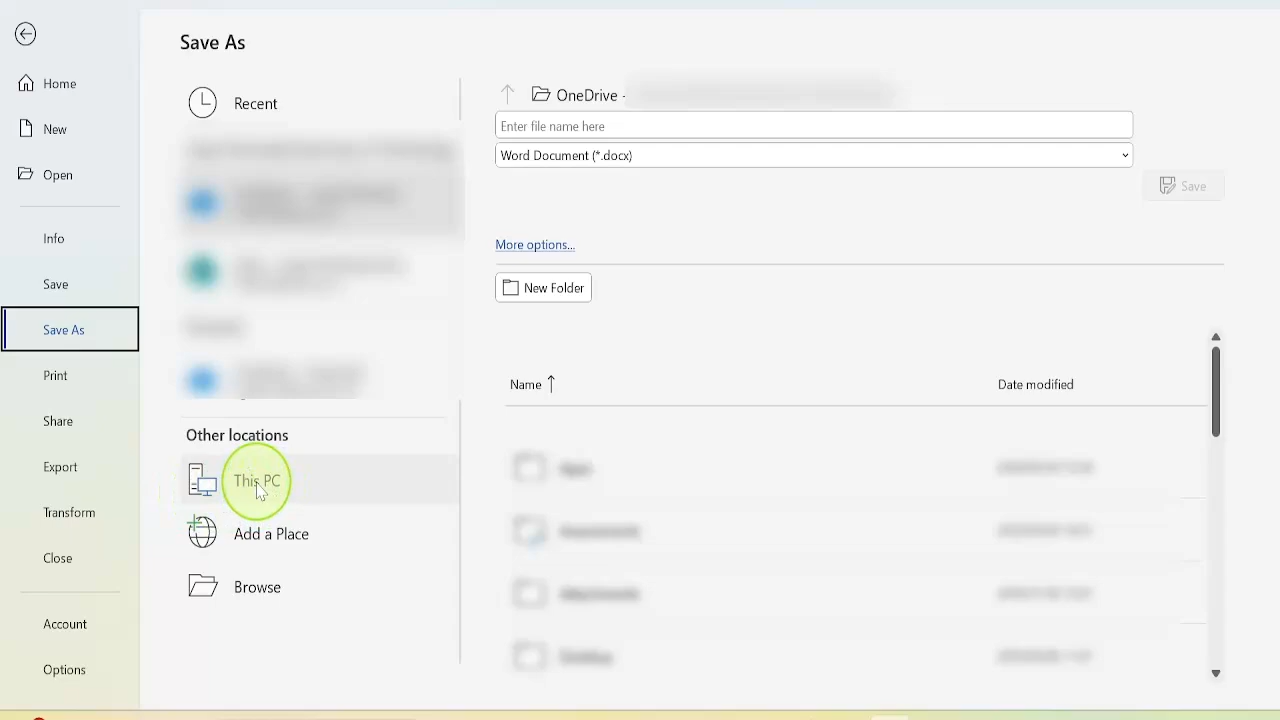 Save As
Home
New
Open
Info
Save
Save As
Print
Share
Export
Transform
Close
Account
Options
Recent
Other locations
This PC
Add a Place
Browse
OneDrive -
Enter file name here
Word Document (*.docx)
Save
More options...
New Folder
Name
Date modified